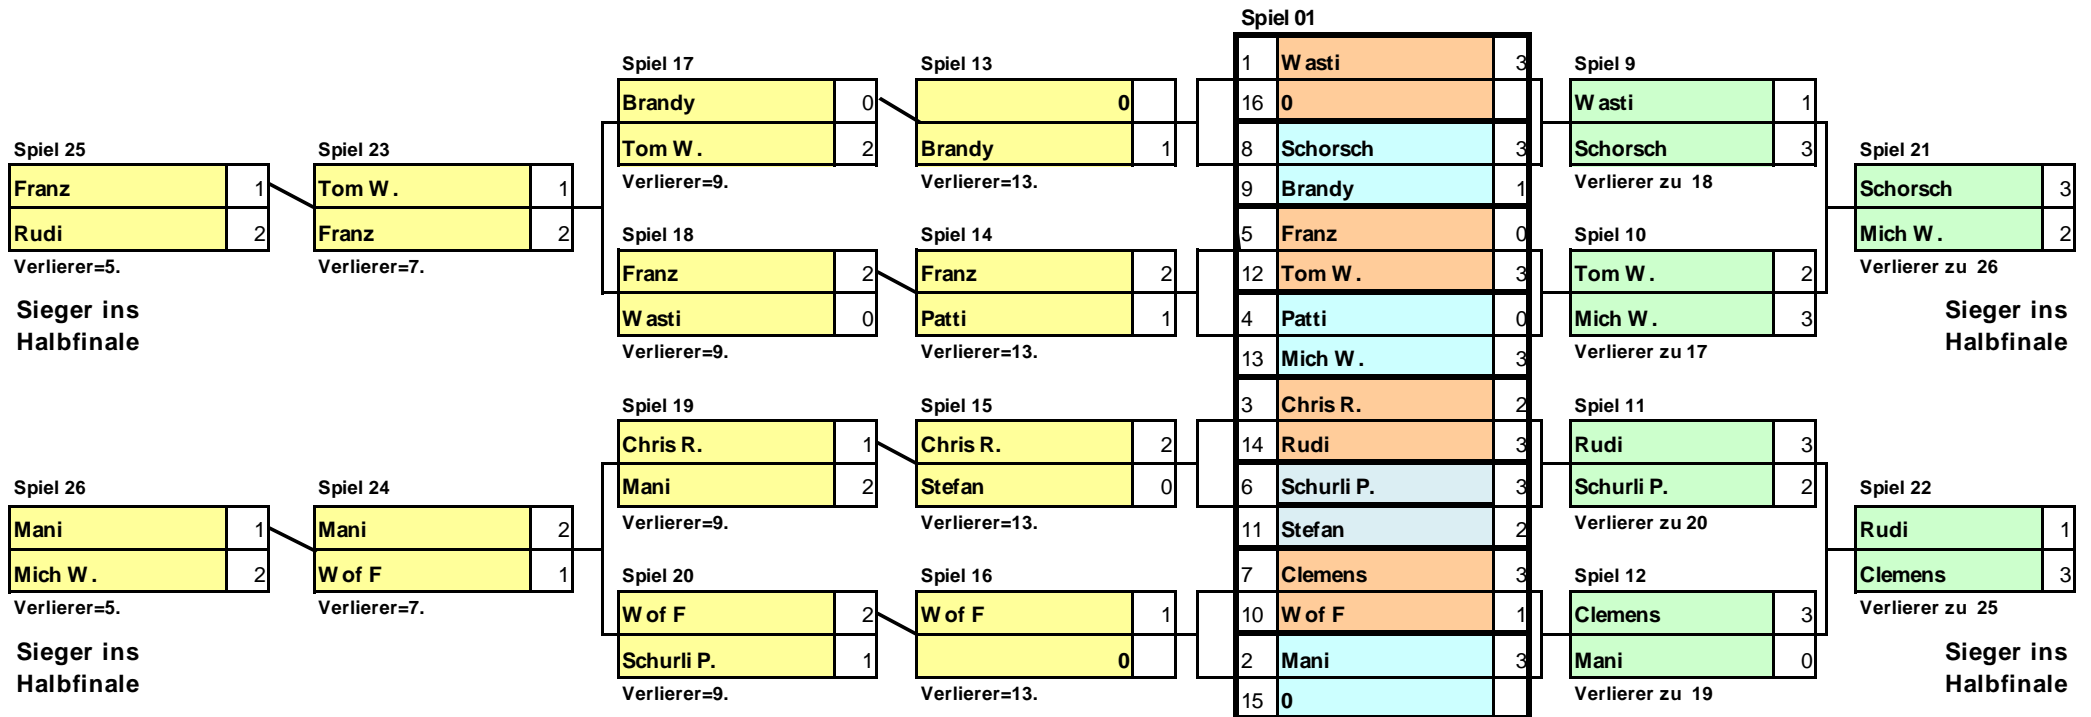 Spiel 01
Spiel 17 Spiel 13 1 Wasti 3 Spiel 9
Brandy 0 0 16 0 Wasti 1
Spiel 25 Spiel 23 Tom W. 2 Brandy 1 8 Schorsch 3 Schorsch 3 Spiel 21
Franz 1 Tom W. 1 Verlierer=9. Verlierer=13. 9 Brandy 1 Verlierer zu 18 Schorsch 3
Rudi 2 Franz 2 Spiel 18 Spiel 14 5 Franz 0 Spiel 10 Mich W. 2
Verlierer=5. Verlierer=7. Franz 2 Franz 2 12 Tom W. 3 Tom W. 2 Verlierer zu 26
Sieger ins Wasti 0 Patti 1 4 Patti 0 Mich W. 3 Sieger ins
Halbfinale Verlierer=9. Verlierer=13. 13 Mich W. 3 Verlierer zu 17 Halbfinale
Spiel 19 Spiel 15 3 Chris R. 2 Spiel 11
Chris R. 1 Chris R. 2 14 Rudi 3 Rudi 3
Spiel 26 Spiel 24 Mani 2 Stefan 0 6 Schurli P. 3 Schurli P. 2 Spiel 22
Mani 1 Mani 2 Verlierer=9. Verlierer=13. 11 Stefan 2 Verlierer zu 20 Rudi 1
Mich W. 2 W of F 1 Spiel 20 Spiel 16 7 Clemens 3 Spiel 12 Clemens 3
Verlierer=5. Verlierer=7. W of F 2 W of F 1 10 W of F 1 Clemens 3 Verlierer zu 25
Sieger ins Schurli P. 1 0 2 Mani 3 Mani 0 Sieger ins
Halbfinale Verlierer=9. Verlierer=13. 15 0 Verlierer zu 19 Halbfinale